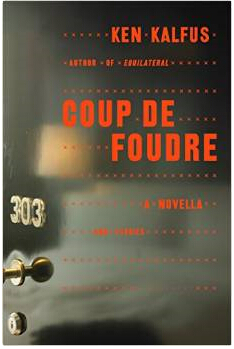 KEN KALFUS
AUTHOR OF EQUILATERAL
COUP DE
FOUDRE
303
A NOVELLA
AND STORIES